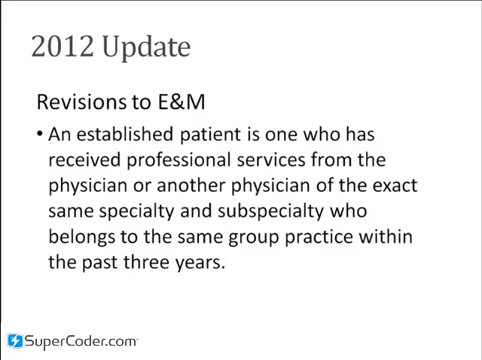 2012 Update
Revisions to E&M
• An established patient is one who has
received professional services from the
physician or another physician of the exact
same specialty and subspecialty who
belongs to the same group practice within
the past three years.
SuperCoder.com